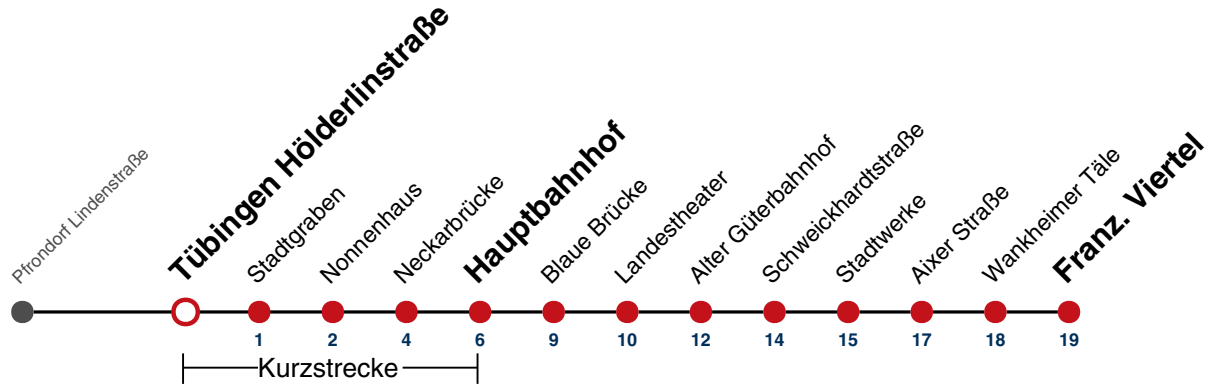 Pfrondorf Lindenstraße
Tübingen Hölderlinstraße
Stadtgraben
Nonnenhaus
Neckarbrücke
Hauptbahnhof
Blaue Brücke
Landestheater
Alter Güterbahnhof
Schweickhardtstraße
Stadtwerke
Aixer Straße
Wankheimer Täle
Franz. Viertel
1 2 4 6 9 10 12 14 15 17 18 19
Kurzstrecke